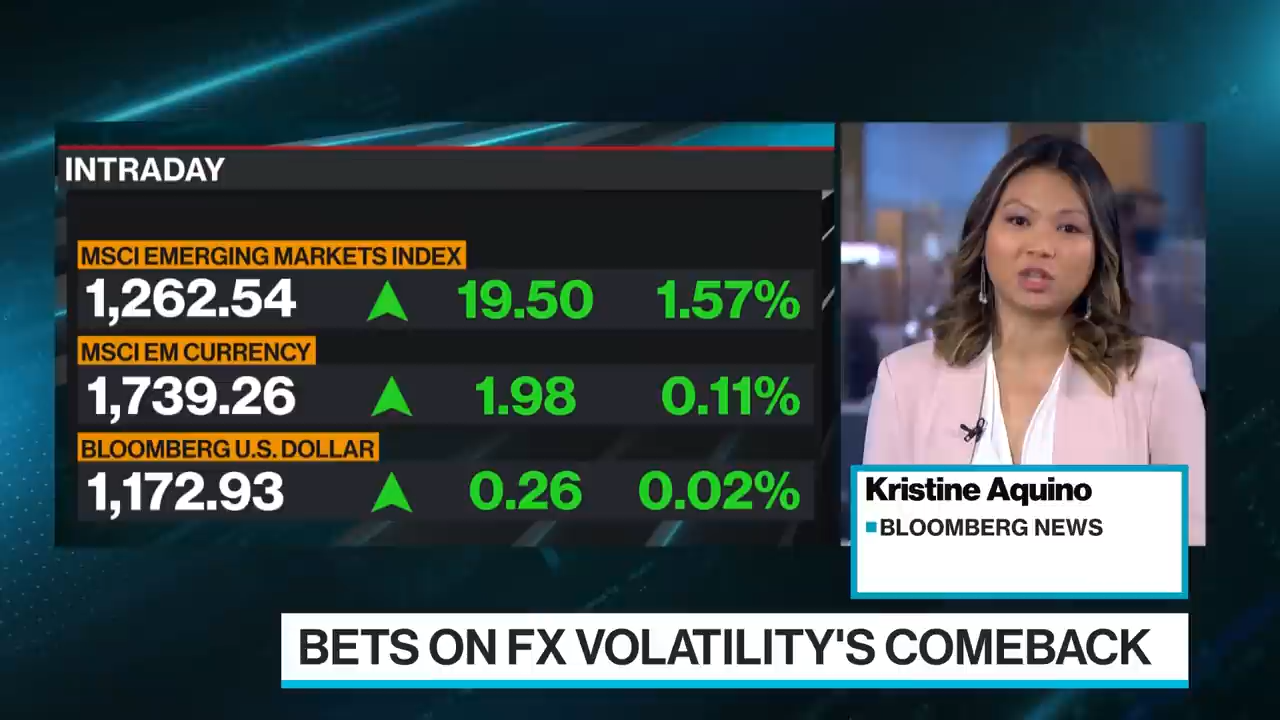 INTRADAY
MSCI EMERGING MARKETS INDEX
1,262.54 ▲ 19.50 1.57%
MSCI EM CURRENCY
1,739.26 ▲ 1.98 0.11%
BLOOMBERG U.S. DOLLAR
1,172.93 ▲ 0.26 0.02%
Kristine Aquino
BLOOMBERG NEWS
BETS ON FX VOLATILITY'S COMEBACK